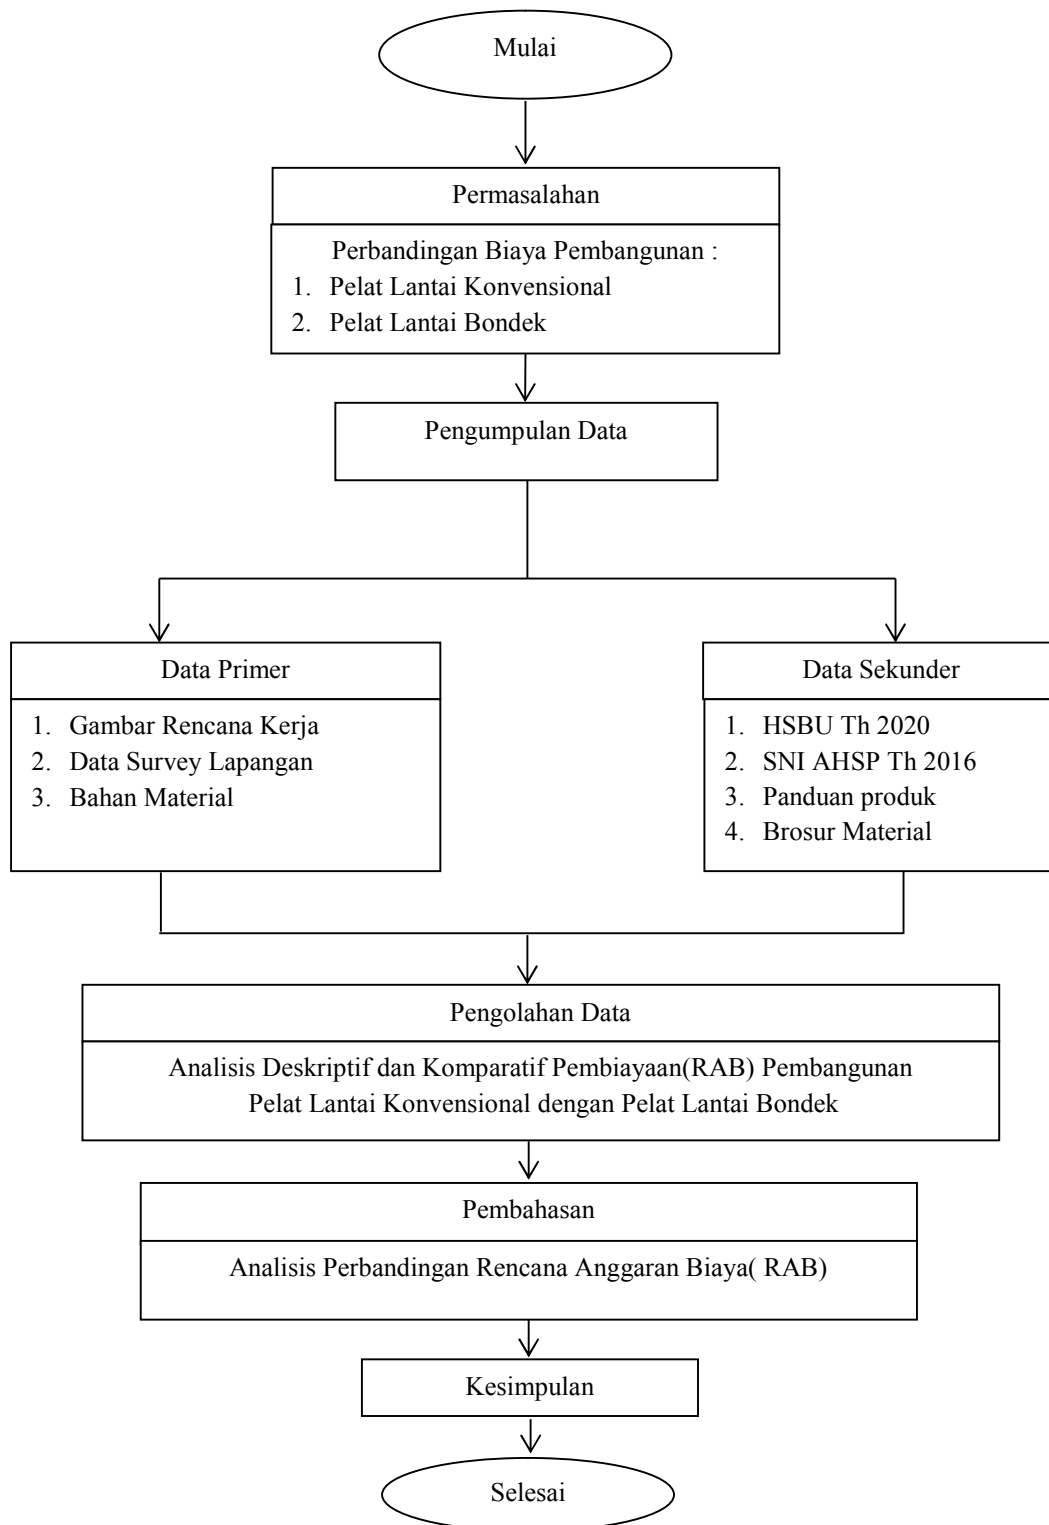 Mulai
Permasalahan
Perbandingan Biaya Pembangunan :
1. Pelat Lantai Konvensional
2. Pelat Lantai Bondek
Pengumpulan Data
Data Primer
1. Gambar Rencana Kerja
2. Data Survey Lapangan
3. Bahan Material
Data Sekunder
1. HSBU Th 2020
2. SNI AHSP Th 2016
3. Panduan produk
4. Brosur Material
Pengolahan Data
Analisis Deskriptif dan Komparatif Pembiayaan(RAB) Pembangunan
Pelat Lantai Konvensional dengan Pelat Lantai Bondek
Pembahasan
Analisis Perbandingan Rencana Anggaran Biaya( RAB)
Kesimpulan
Selesai